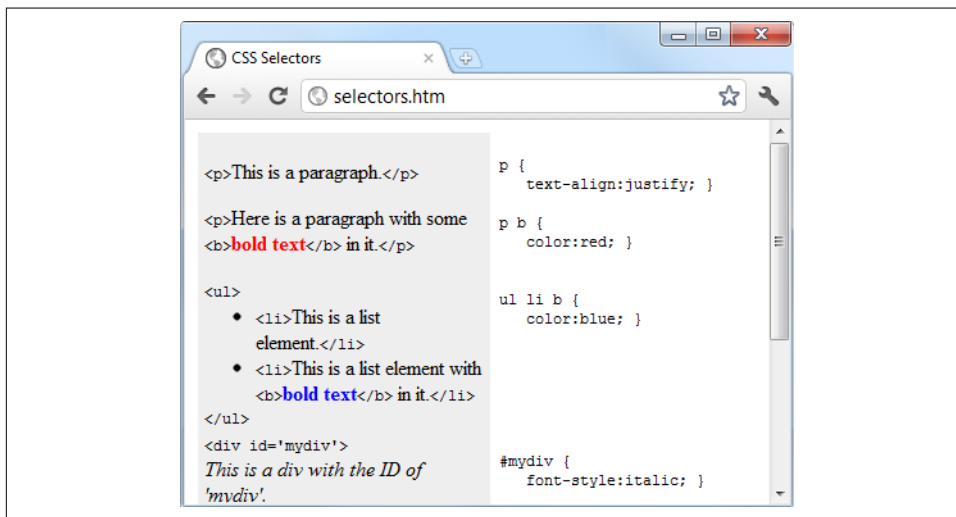 CSS Selectors
selectors.htm
<p>This is a paragraph.</p>
<p>Here is a paragraph with some
<b>bold text</b> in it.</p>
<ul>
• <li>This is a list
element.</li>
• <li>This is a list element with
<b>bold text</b> in it.</li>
</ul>
<div id='mydiv'>
This is a div with the ID of
'mydiv'.
p {
text-align:justify; }
p b {
color:red; }
ul li b {
color:blue; }
#mydiv {
font-style:italic; }